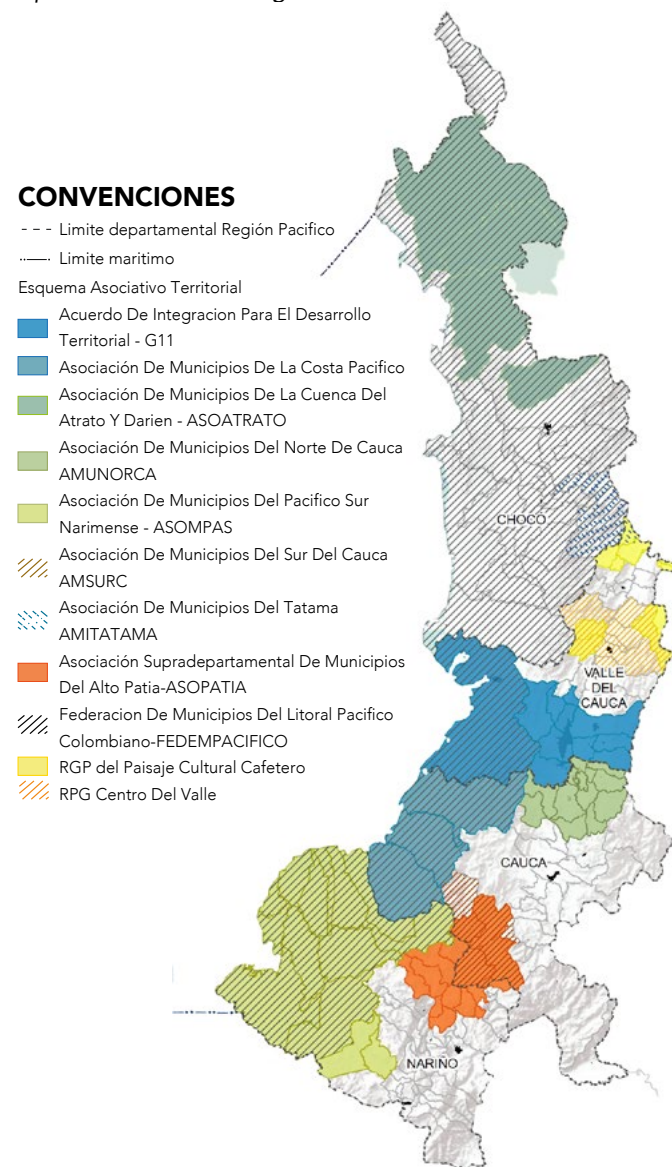 CONVENCIONES
Limite departamental Región Pacifico
Limite maritimo
Esquema Asociativo Territorial
Acuerdo De Integracion Para El Desarrollo
Territorial - G11
Asociación De Municipios De La Costa Pacifico
Asociación De Municipios De La Cuenca Del
Atrato Y Darien - ASOATRATO
Asociación De Municipios Del Norte De Cauca
AMUNORCA
Asociación De Municipios Del Pacifico Sur
Narimense - ASOMPAS
Asociación De Municipios Del Sur Del Cauca
AMSURC
Asociación De Municipios Del Tatama
AMITATAMA
Asociación Supradepartamental De Municipios
Del Alto Patia-ASOPATIA
Federacion De Municipios Del Litoral Pacifico
Colombiano-FEDEMPACIFICO
RGP del Paisaje Cultural Cafetero
RPG Centro Del Valle
CHOCÓ
VALLE
DEL
CAUCA
CAUCA
NARIÑO